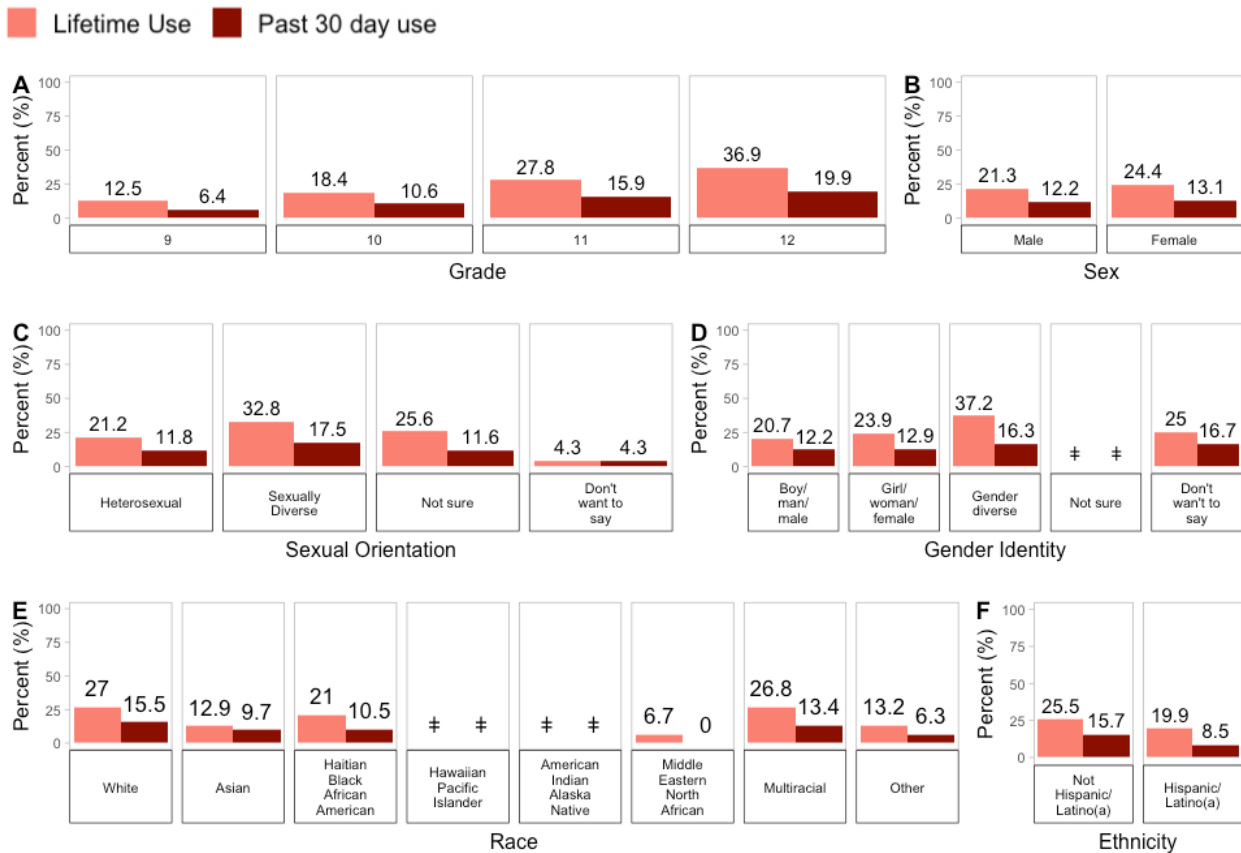 Lifetime Use Past 30 day use
A
Percent (%)
100
75
50
25
0
12.5 6.4
18.4 10.6
27.8 15.9
36.9 19.9
9 10 11 12
Grade
B
Percent (%)
100
75
50
25
0
21.3 12.2
24.4 13.1
Male Female
Sex
C
Percent (%)
100
75
50
25
0
21.2 11.8
32.8 17.5
25.6 11.6
4.3 4.3
Heterosexual
Sexually
Diverse
Not sure
Don't
want to
say
Sexual Orientation
D
Percent (%)
100
75
50
25
0
20.7 12.2
23.9 12.9
37.2 16.3
ǂ ǂ
25 16.7
Boy/
man/
male
Girl/
woman/
female
Gender
diverse
Not sure
Don't
wan't to
say
Gender Identity
E
Percent (%)
100
75
50
25
0
27 15.5
12.9 9.7
21 10.5
ǂ ǂ
ǂ ǂ
6.7 0
26.8 13.4
13.2 6.3
White
Asian
Haitian
Black
African
American
Hawaiian
Pacific
Islander
American
Indian
Alaska
Native
Middle
Eastern
North
African
Multiracial
Other
Race
F
Percent (%)
100
75
50
25
0
25.5 15.7
19.9 8.5
Not
Hispanic/
Latino(a)
Hispanic/
Latino(a)
Ethnicity